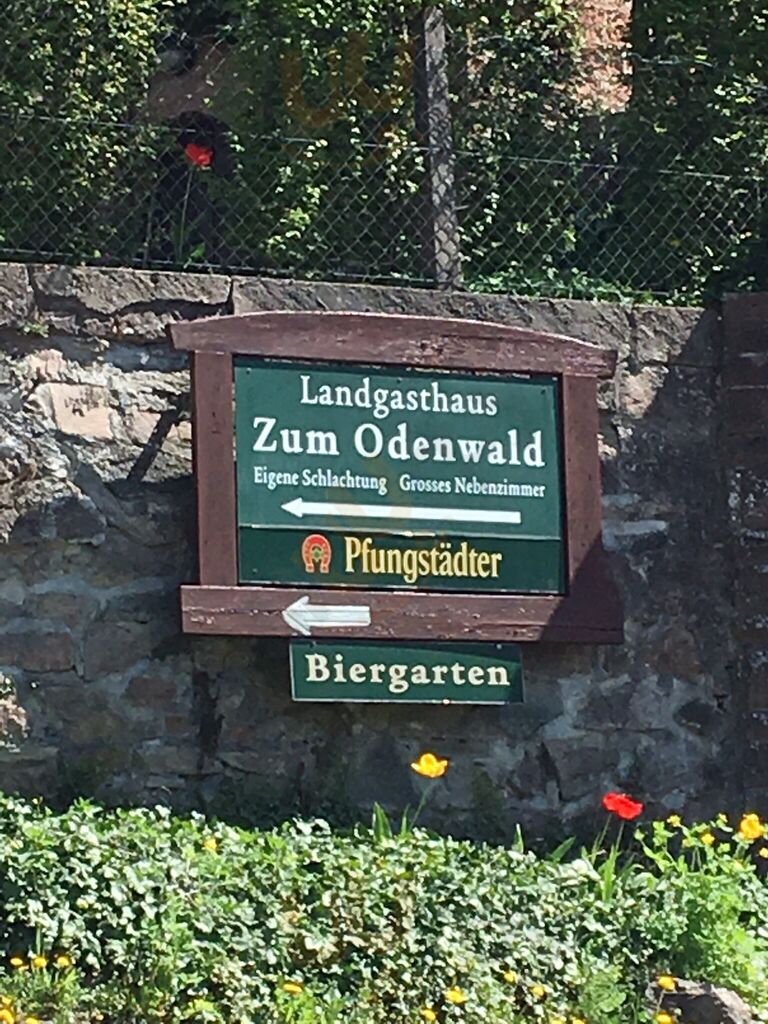 Landgasthaus
Zum Odenwald
Eigene Schlachtung Grosses Nebenzimmer
Pfungstädter
Biergarten